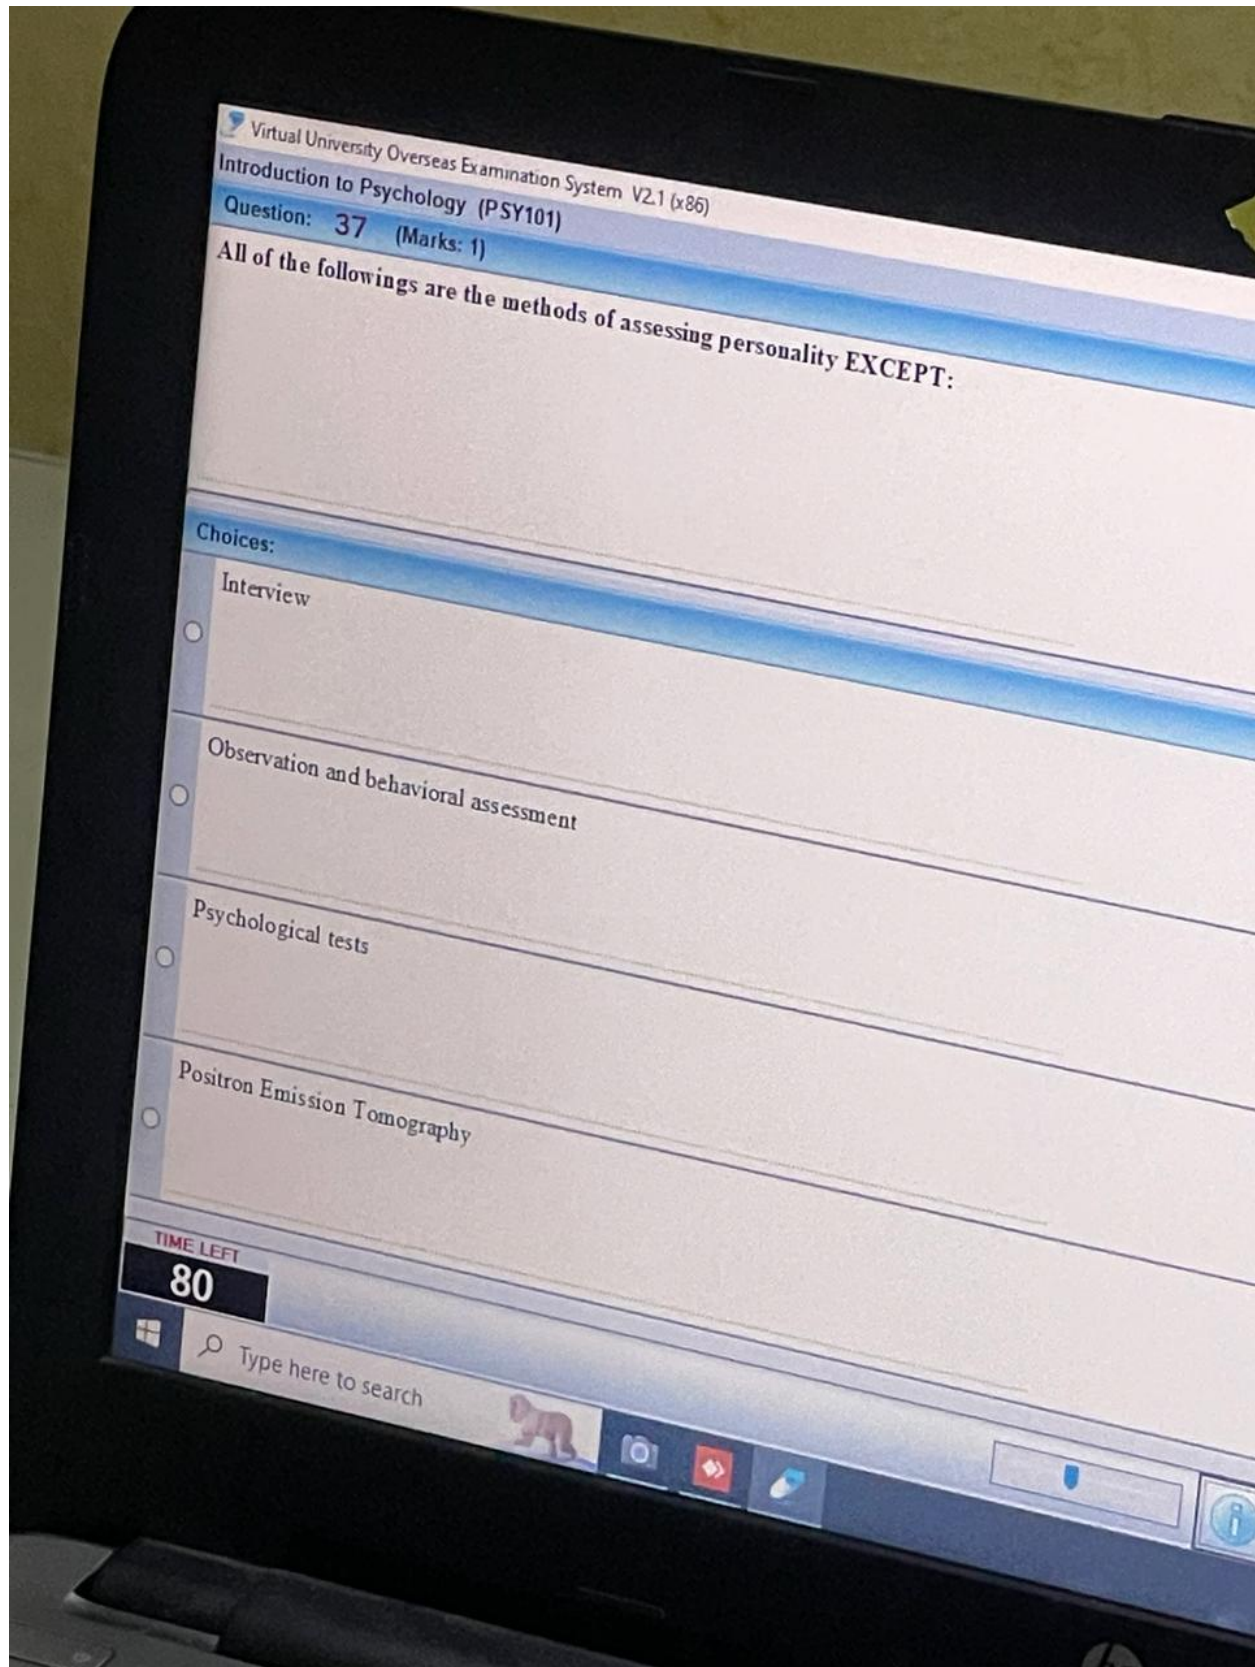 Virtual University Overseas Examination System V2.1 (x86)
Introduction to Psychology (PSY101)
Question: 37 (Marks: 1)
All of the followings are the methods of assessing personality EXCEPT:
Choices:
Interview
Observation and behavioral assessment
Psychological tests
Positron Emission Tomography
TIME LEFT
80
Type here to search